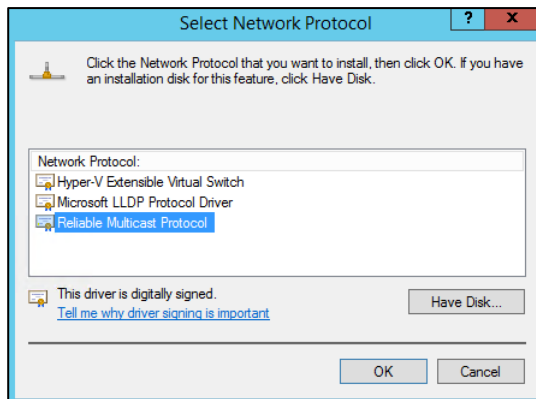 Select Network Protocol
? x
Click the Network Protocol that you want to install, then click OK. If you have
an installation disk for this feature, click Have Disk.
Network Protocol:
Hyper-V Extensible Virtual Switch
Microsoft LLDP Protocol Driver
Reliable Multicast Protocol
This driver is digitally signed.
Tell me why driver signing is important
Have Disk...
OK
Cancel